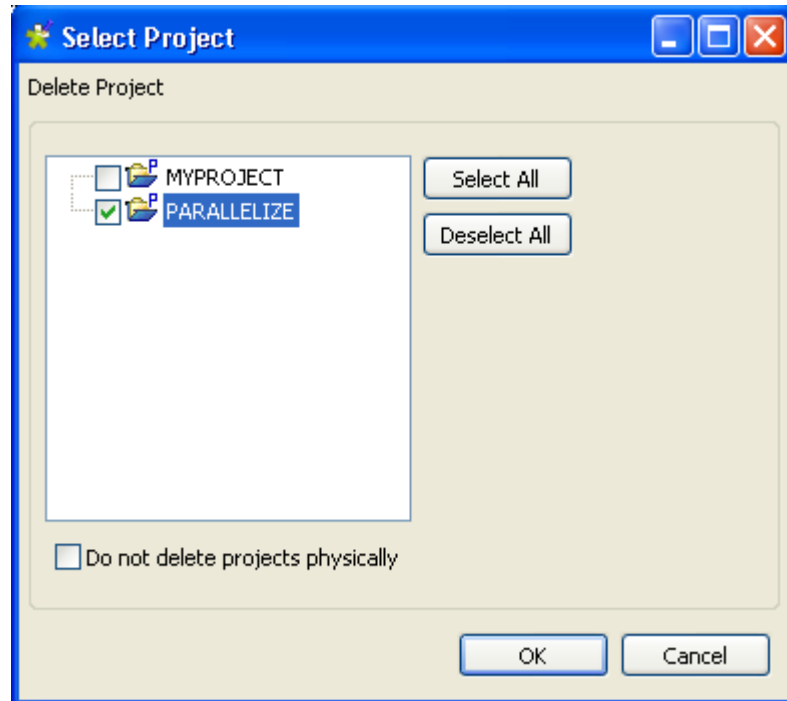 Select Project
Delete Project
MYPROJECT
PARALLELIZE
Select All
Deselect All
Do not delete projects physically
OK
Cancel